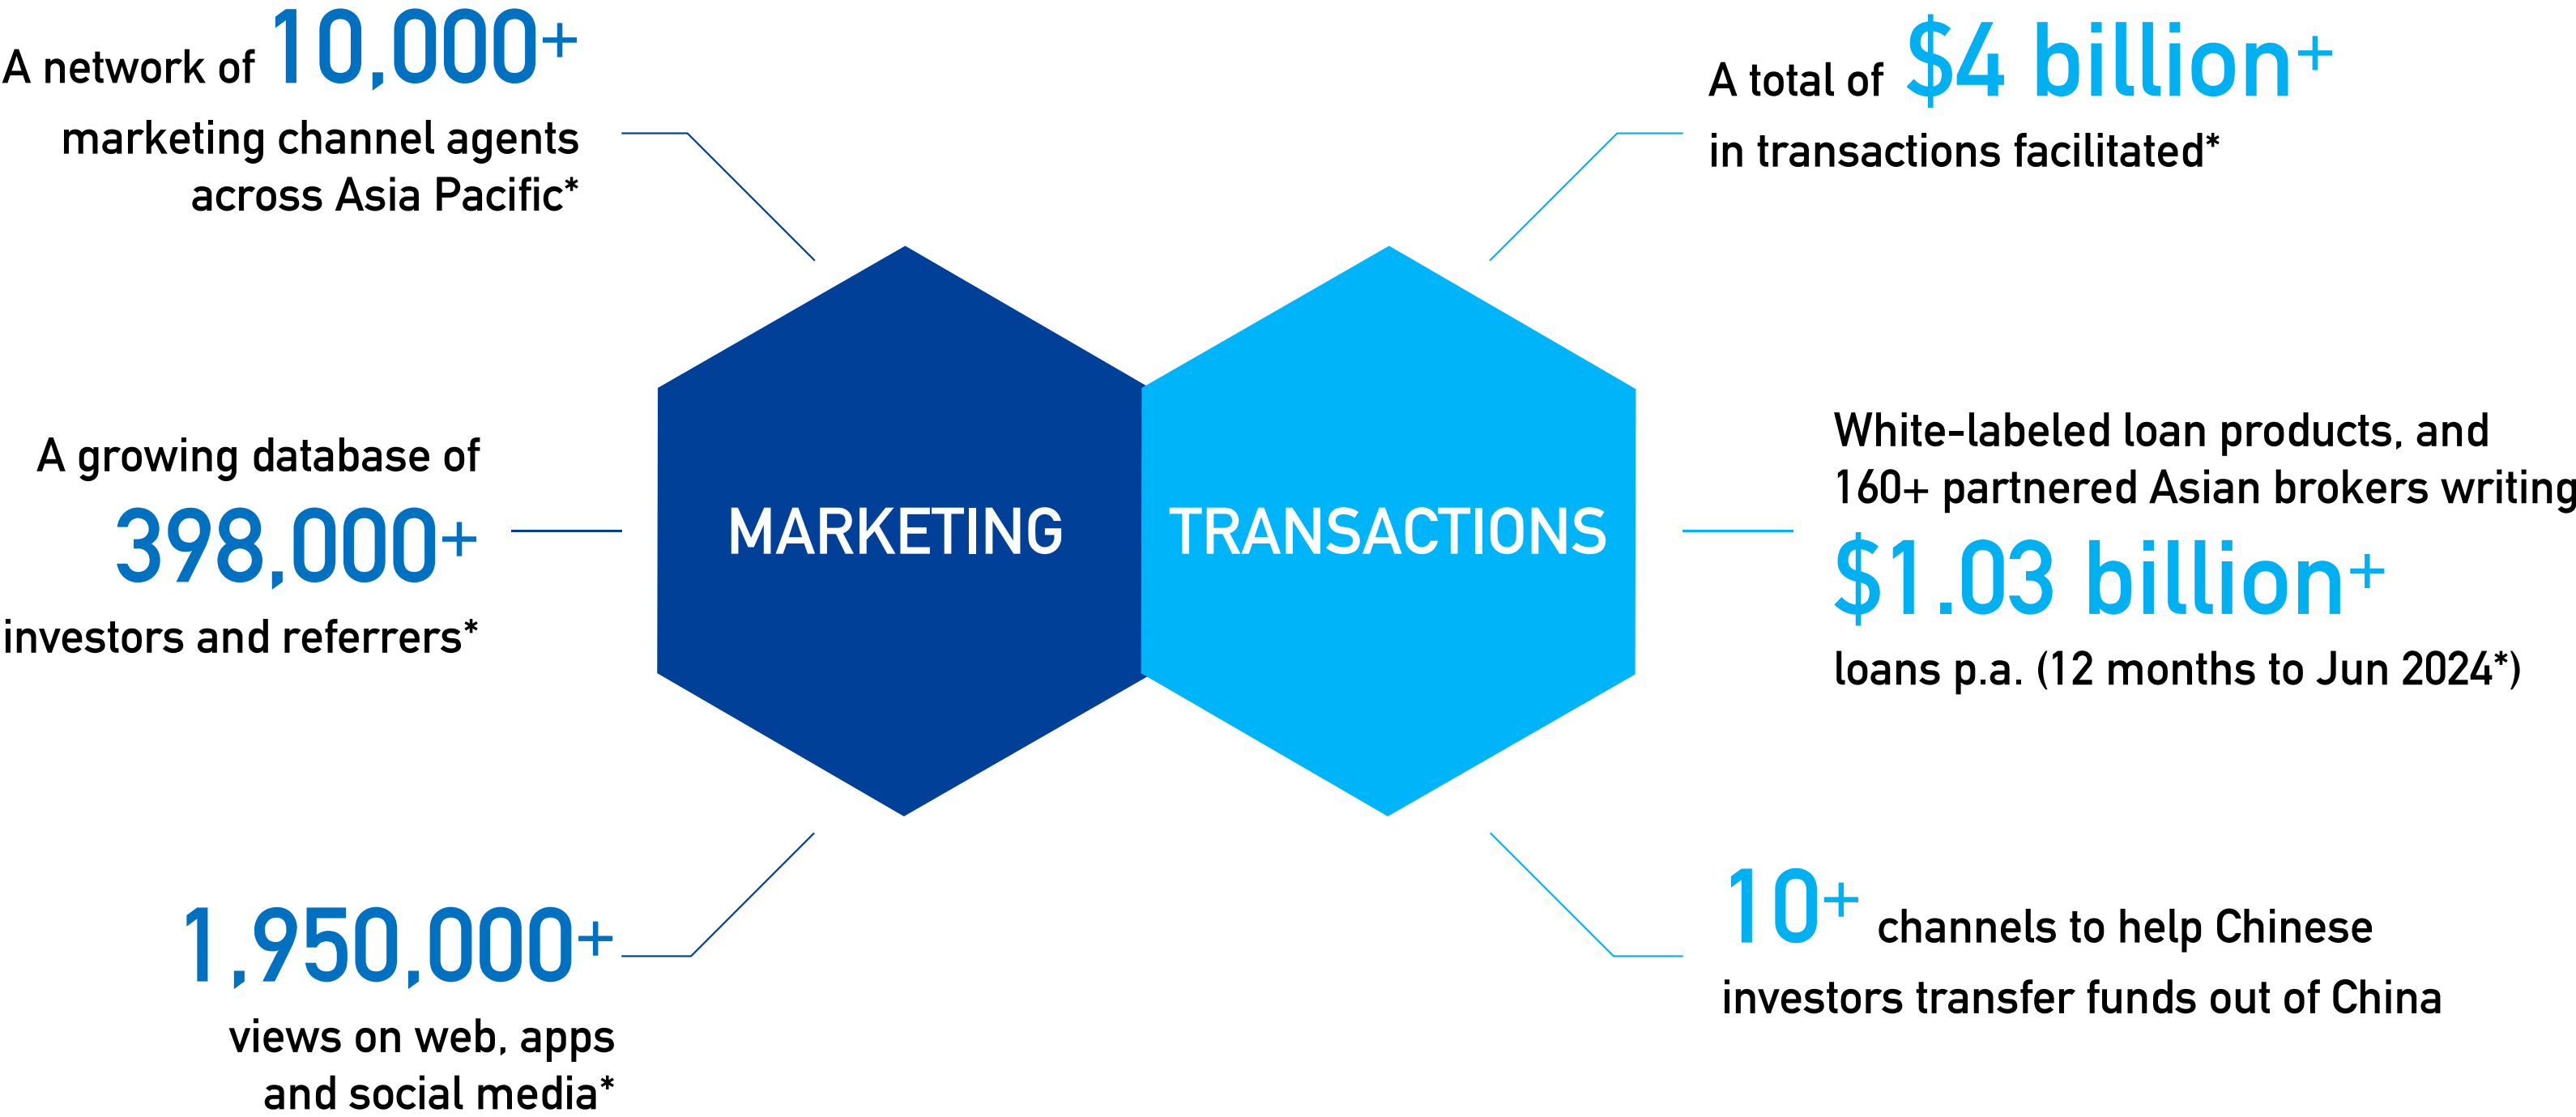 A network of 10,000+
marketing channel agents
across Asia Pacific*
A growing database of
398,000+
investors and referrers*
1,950,000+
views on web, apps
and social media*
MARKETING
TRANSACTIONS
A total of $4 billion+
in transactions facilitated*
White-labeled loan products, and
160+ partnered Asian brokers writing
$1.03 billion+
loans p.a. (12 months to Jun 2024*)
10+ channels to help Chinese
investors transfer funds out of China